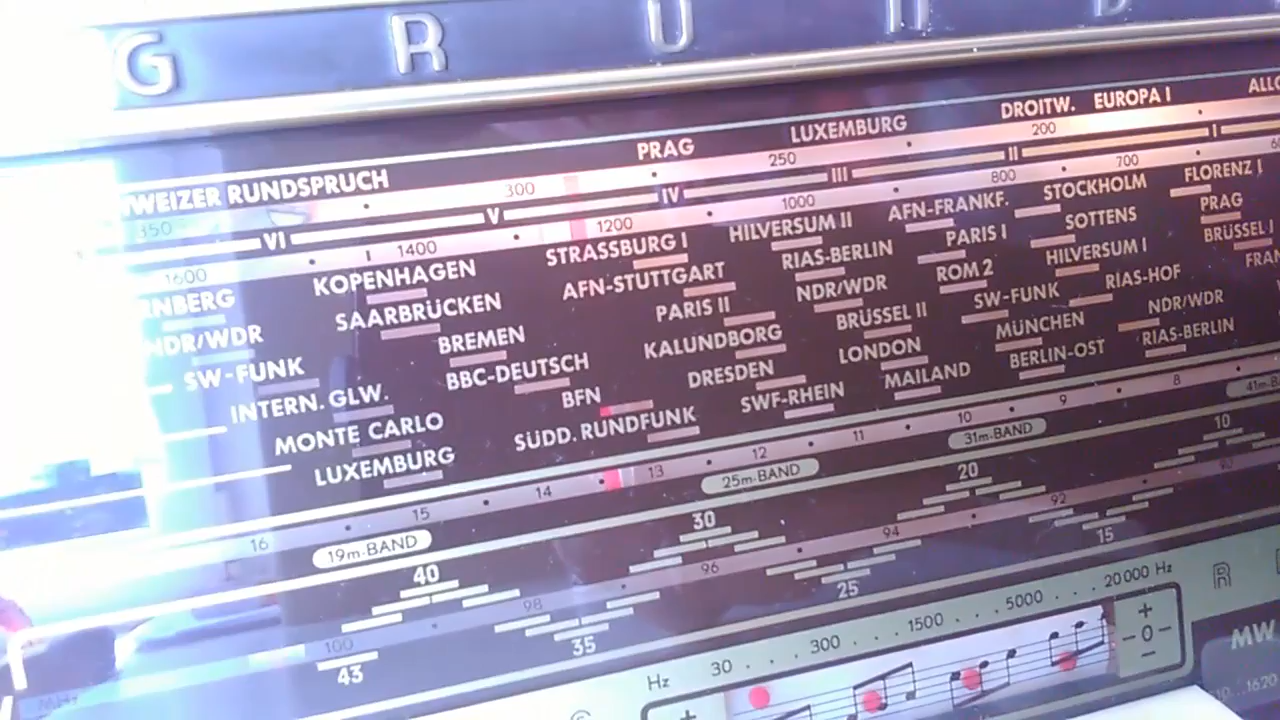 G R U N D
DROITW. EUROPA I
PRAG LUXEMBURG 200
WEIZER RUNDSPRUCH 300 250
350 VI V IV III II I
1600 1400 1200 1000 800 700
KOPENHAGEN STRASSBURG I HILVERSUM II AFN-FRANKF. STOCKHOLM FLORENZ I
RNBERG SAARBRÜCKEN AFN-STUTTGART RIAS-BERLIN PARIS I SOTTENS PRAG
NDR/WDR BREMEN PARIS II NDR/WDR ROM 2 HILVERSUM I BRÜSSEL I
SW-FUNK BBC-DEUTSCH KALUNDBORG BRÜSSEL II SW-FUNK RIAS-HOF
INTERN. GLW. BFN DRESDEN LONDON MÜNCHEN NDR/WDR
MONTE CARLO SÜDD. RUNDFUNK SWF-RHEIN MAILAND BERLIN-OST RIAS-BERLIN
LUXEMBURG
16 15 14 13 12 11 10 9 8
19m-BAND 25m-BAND 31m-BAND 41m-B
40 30 20 10
100 98 96 94 92 90
43 35 25 15
Hz 30 300 1500 5000 20000 Hz
+ + R
-0- MW
- 1620